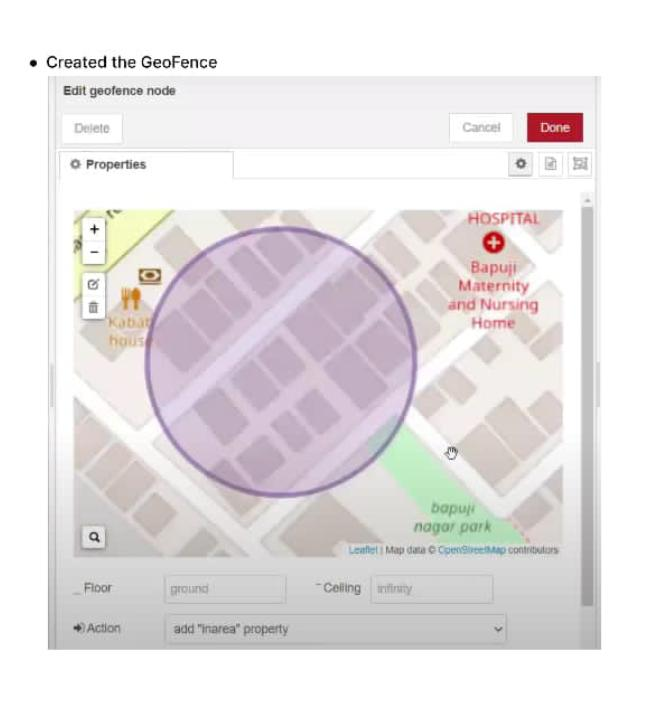 • Created the GeoFence
Edit geofence node
Delete
Cancel
Done
Properties
+
−
HOSPITAL
Bapuji
Maternity
and Nursing
Home
Kabab
house
bapuji
nagar park
Leaflet | Map data © OpenStreetMap contributors
_ Floor
ground
Ceiling
infinity
Action
add "inarea" property